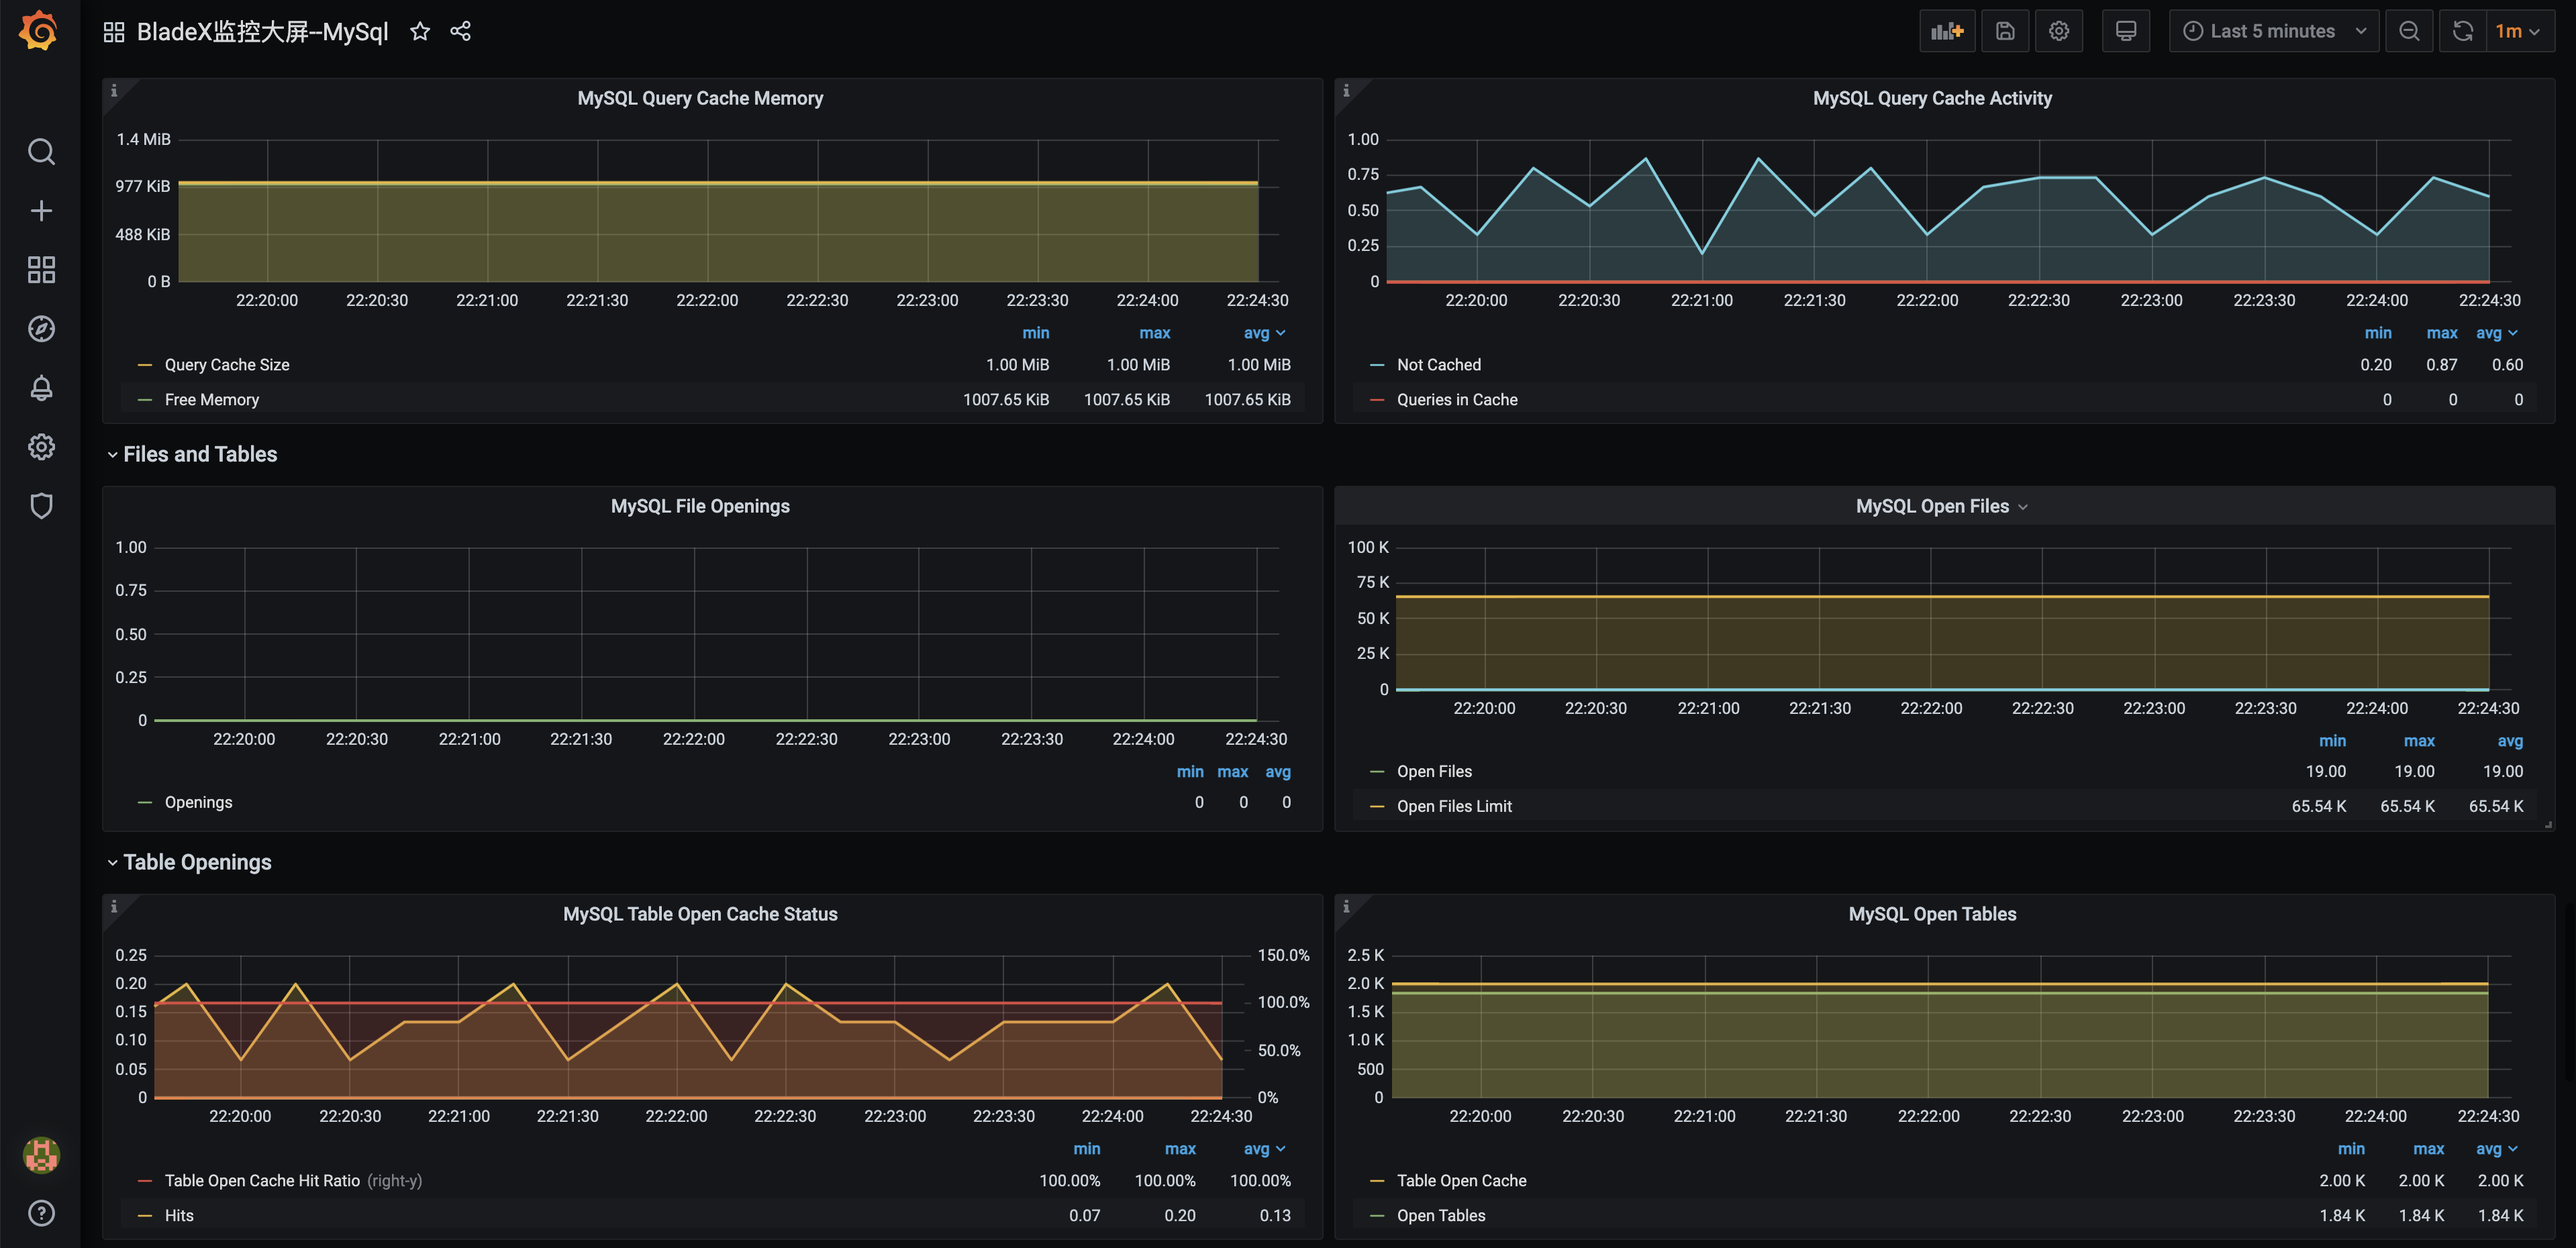 BladeX监控大屏--MySql
Last 5 minutes
1m
MySQL Query Cache Memory
1.4 MiB
977 KiB
488 KiB
0 B
22:20:00 22:20:30 22:21:00 22:21:30 22:22:00 22:22:30 22:23:00 22:23:30 22:24:00 22:24:30
min max avg
Query Cache Size 1.00 MiB 1.00 MiB 1.00 MiB
Free Memory 1007.65 KiB 1007.65 KiB 1007.65 KiB
MySQL Query Cache Activity
1.00
0.75
0.50
0.25
0
22:20:00 22:20:30 22:21:00 22:21:30 22:22:00 22:22:30 22:23:00 22:23:30 22:24:00 22:24:30
min max avg
Not Cached 0.20 0.87 0.60
Queries in Cache 0 0 0
Files and Tables
MySQL File Openings
1.00
0.75
0.50
0.25
0
22:20:00 22:20:30 22:21:00 22:21:30 22:22:00 22:22:30 22:23:00 22:23:30 22:24:00 22:24:30
min max avg
Openings 0 0 0
MySQL Open Files
100 K
75 K
50 K
25 K
0
22:20:00 22:20:30 22:21:00 22:21:30 22:22:00 22:22:30 22:23:00 22:23:30 22:24:00 22:24:30
min max avg
Open Files 19.00 19.00 19.00
Open Files Limit 65.54 K 65.54 K 65.54 K
Table Openings
MySQL Table Open Cache Status
0.25 150.0%
0.20
0.15 100.0%
0.10
0.05 50.0%
0 0%
22:20:00 22:20:30 22:21:00 22:21:30 22:22:00 22:22:30 22:23:00 22:23:30 22:24:00 22:24:30
min max avg
Table Open Cache Hit Ratio (right-y) 100.00% 100.00% 100.00%
Hits 0.07 0.20 0.13
MySQL Open Tables
2.5 K
2.0 K
1.5 K
1.0 K
500
0
22:20:00 22:20:30 22:21:00 22:21:30 22:22:00 22:22:30 22:23:00 22:23:30 22:24:00 22:24:30
min max avg
Table Open Cache 2.00 K 2.00 K 2.00 K
Open Tables 1.84 K 1.84 K 1.84 K